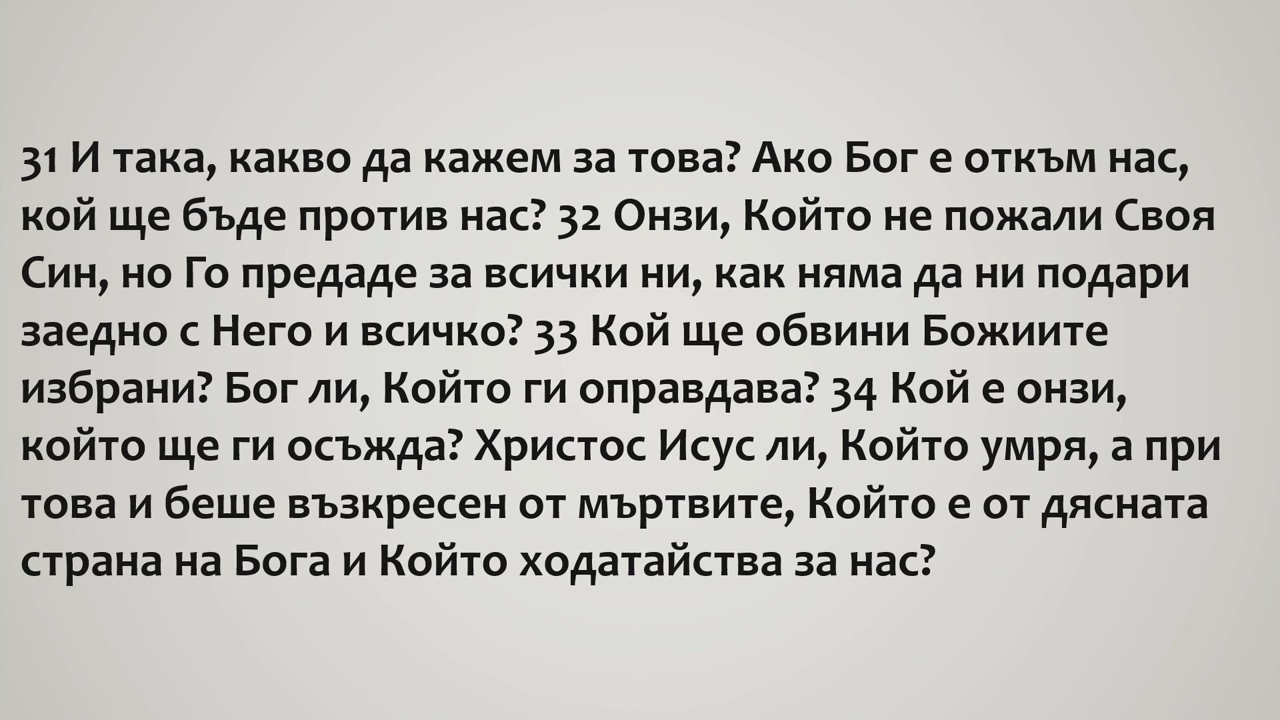 31 И така, какво да кажем за това? Ако Бог е откъм нас,
кой ще бъде против нас? 32 Онзи, Който не пожали Своя
Син, но Го предаде за всички ни, как няма да ни подари
заедно с Него и всичко? 33 Кой ще обвини Божиите
избрани? Бог ли, Който ги оправдава? 34 Кой е онзи,
който ще ги осъжда? Христос Исус ли, Който умря, а при
това и беше възкресен от мъртвите, Който е от дясната
страна на Бога и Който ходатайства за нас?